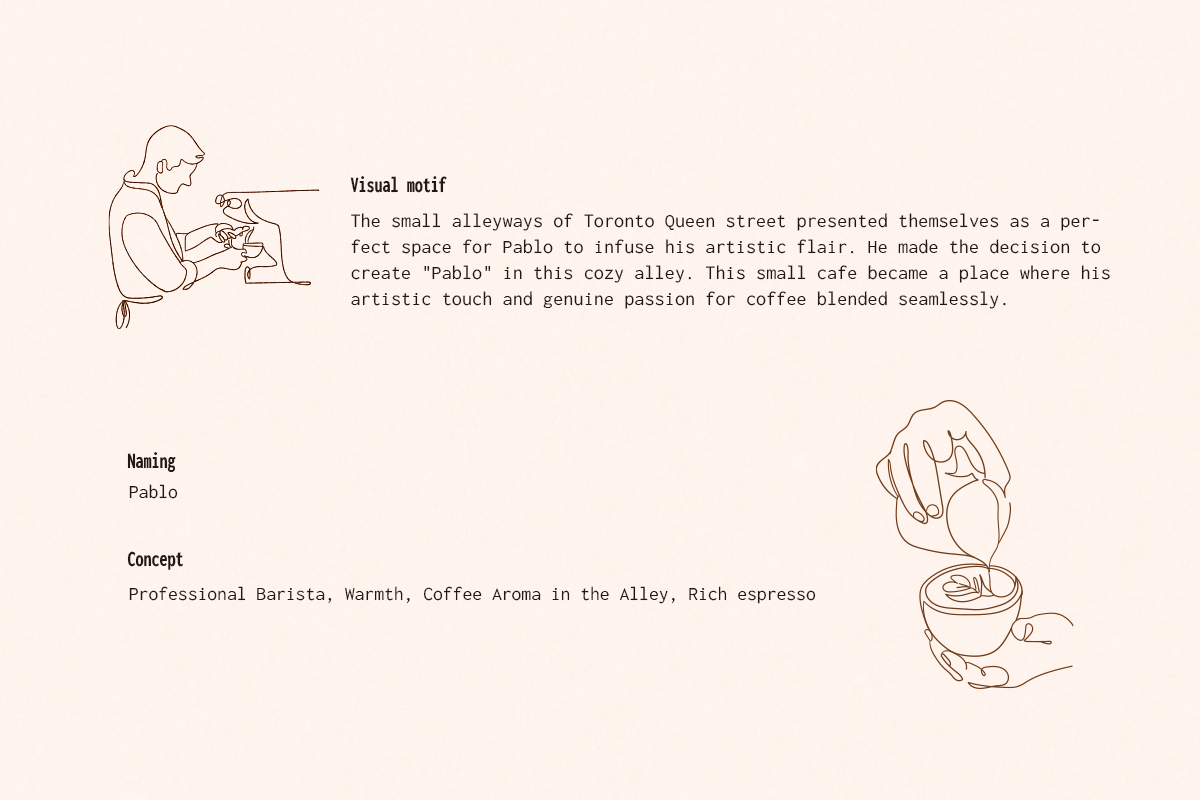 Visual motif
The small alleyways of Toronto Queen street presented themselves as a per-
fect space for Pablo to infuse his artistic flair. He made the decision to
create "Pablo" in this cozy alley. This small cafe became a place where his
artistic touch and genuine passion for coffee blended seamlessly.
Naming
Pablo
Concept
Professional Barista, Warmth, Coffee Aroma in the Alley, Rich espresso